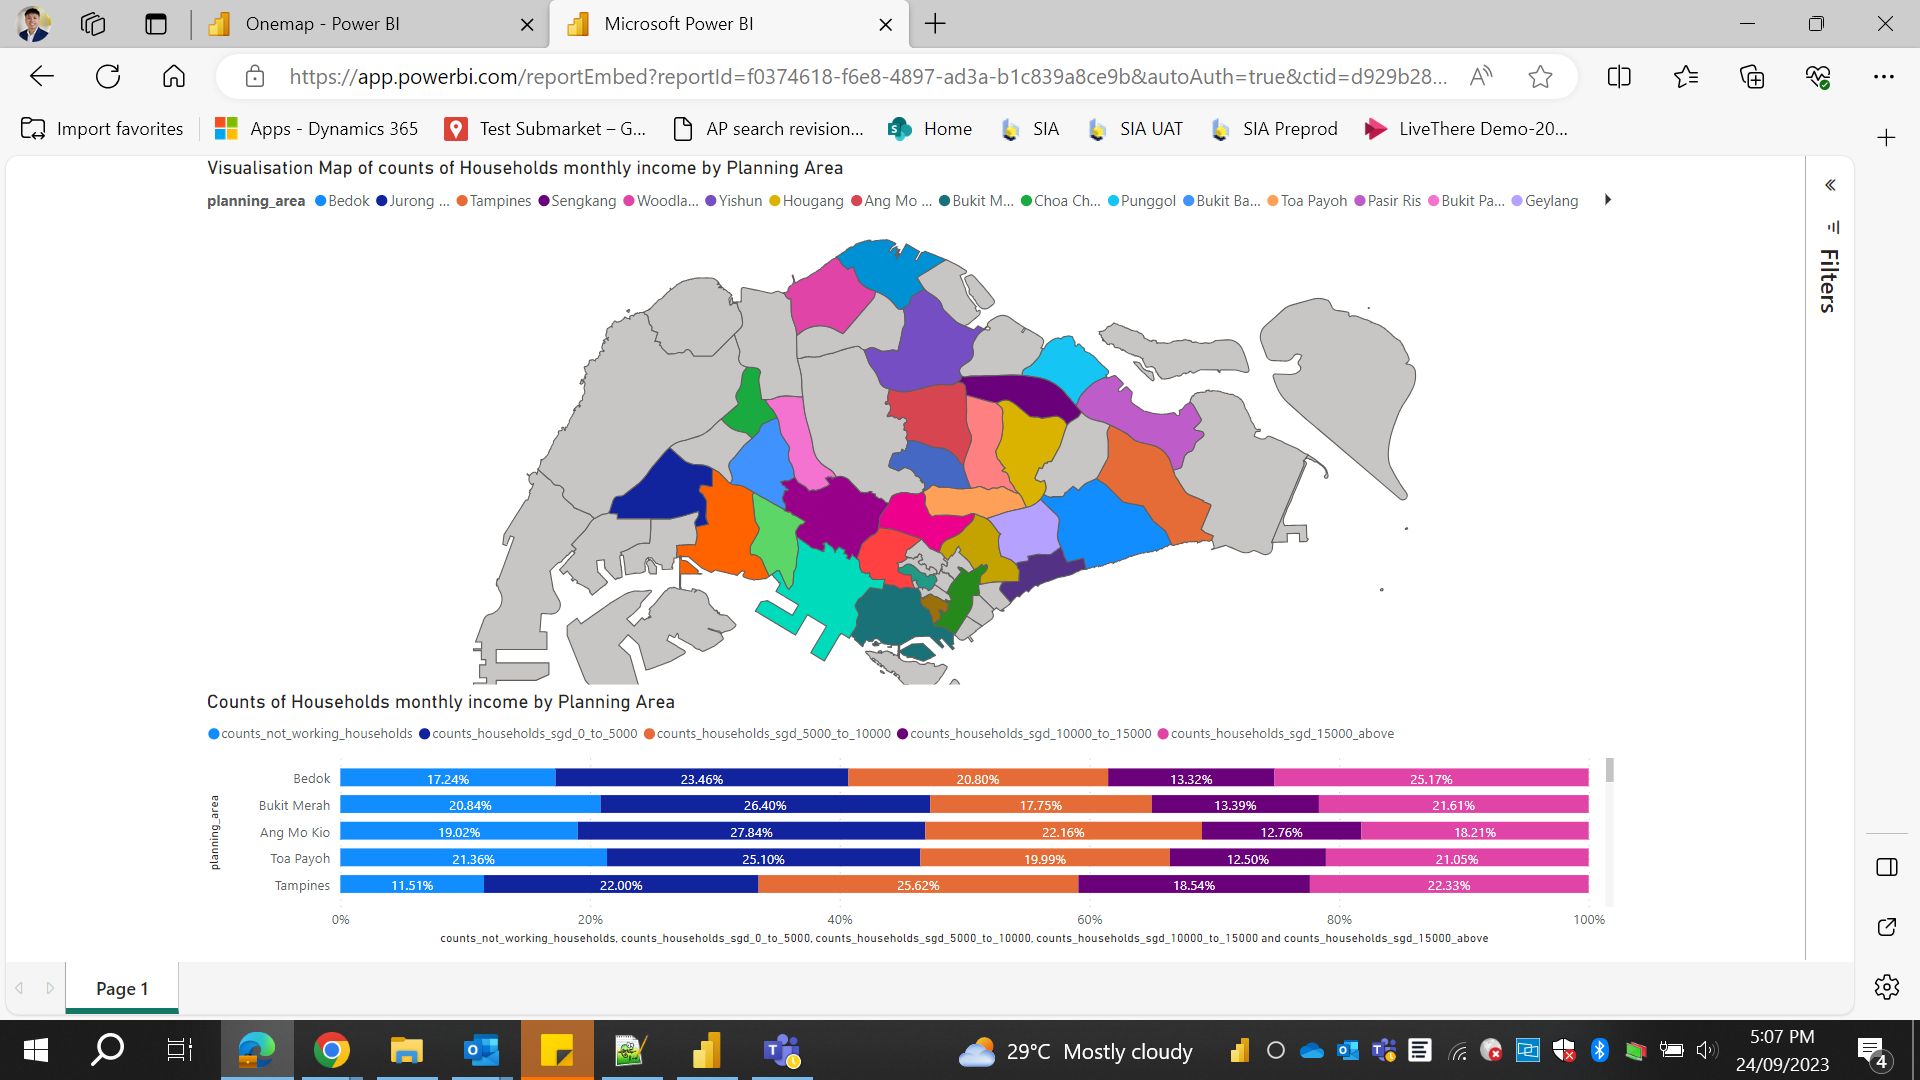 Onemap - Power BI
Microsoft Power BI
https://app.powerbi.com/reportEmbed?reportId=f0374618-f6e8-4897-ad3a-b1c839a8ce9b&autoAuth=true&ctid=d929b28...
Import favorites
Apps - Dynamics 365
Test Submarket – G...
AP search revision...
Home
SIA
SIA UAT
SIA Preprod
LiveThere Demo-20...
Visualisation Map of counts of Households monthly income by Planning Area
planning_area Bedok Jurong ... Tampines Sengkang Woodla... Yishun Hougang Ang Mo ... Bukit M... Choa Ch... Punggol Bukit Ba... Toa Payoh Pasir Ris Bukit Pa... Geylang
Filters
Counts of Households monthly income by Planning Area
counts_not_working_households counts_households_sgd_0_to_5000 counts_households_sgd_5000_to_10000 counts_households_sgd_10000_to_15000 counts_households_sgd_15000_above
planning_area
Bedok 17.24% 23.46% 20.80% 13.32% 25.17%
Bukit Merah 20.84% 26.40% 17.75% 13.39% 21.61%
Ang Mo Kio 19.02% 27.84% 22.16% 12.76% 18.21%
Toa Payoh 21.36% 25.10% 19.99% 12.50% 21.05%
Tampines 11.51% 22.00% 25.62% 18.54% 22.33%
0% 20% 40% 60% 80% 100%
counts_not_working_households, counts_households_sgd_0_to_5000, counts_households_sgd_5000_to_10000, counts_households_sgd_10000_to_15000 and counts_households_sgd_15000_above
Page 1
29°C Mostly cloudy
5:07 PM
24/09/2023
4